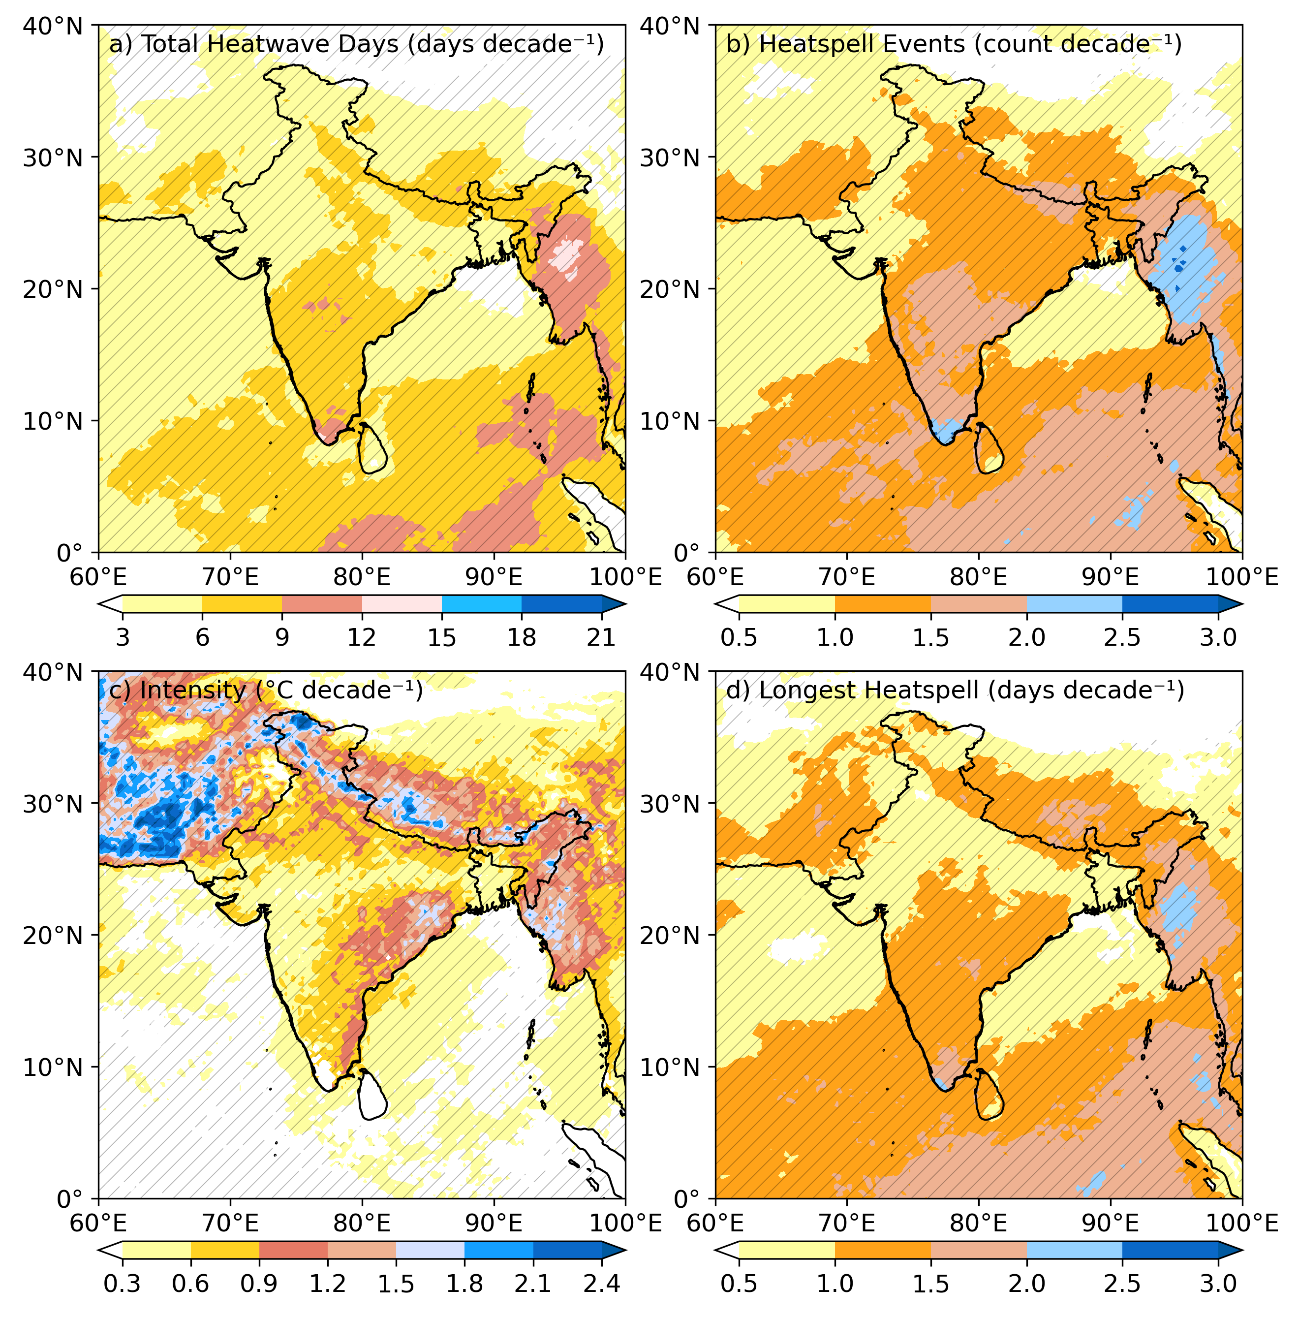 a) Total Heatwave Days (days decade⁻¹)
40°N
30°N
20°N
10°N
0°
60°E 70°E 80°E 90°E 100°E
3 6 9 12 15 18 21
b) Heatspell Events (count decade⁻¹)
40°N
30°N
20°N
10°N
0°
60°E 70°E 80°E 90°E 100°E
0.5 1.0 1.5 2.0 2.5 3.0
c) Intensity (°C decade⁻¹)
40°N
30°N
20°N
10°N
0°
60°E 70°E 80°E 90°E 100°E
0.3 0.6 0.9 1.2 1.5 1.8 2.1 2.4
d) Longest Heatspell (days decade⁻¹)
40°N
30°N
20°N
10°N
0°
60°E 70°E 80°E 90°E 100°E
0.5 1.0 1.5 2.0 2.5 3.0